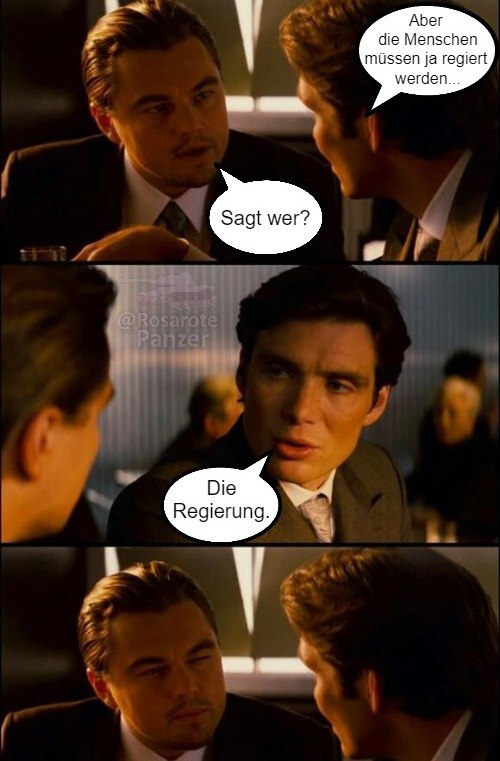 Aber
die Menschen
müssen ja regiert
werden...
Sagt wer?
@Rosarote
Panzer
Die
Regierung.